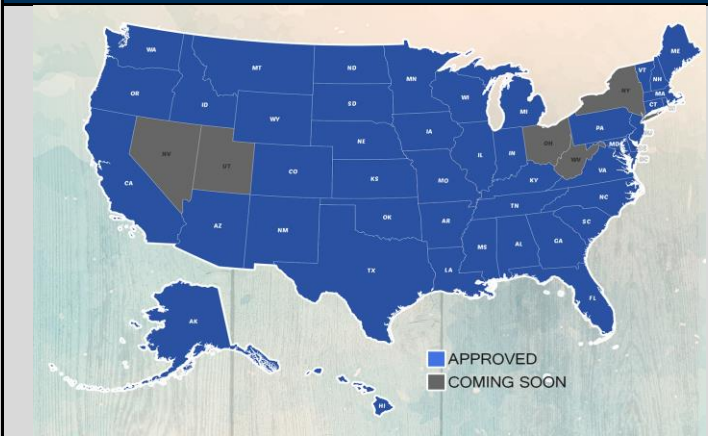 WA
MT
ND
MN
ME
VT
NH
OR
ID
SD
WI
MI
NY
MA
CT
WY
IA
NE
PA
NV
UT
IL
IN
OH
MD
WV
VA
CO
KS
MO
KY
CA
NC
TN
OK
AR
SC
AZ
NM
MS
AL
GA
TX
LA
FL
AK
HI
APPROVED
COMING SOON